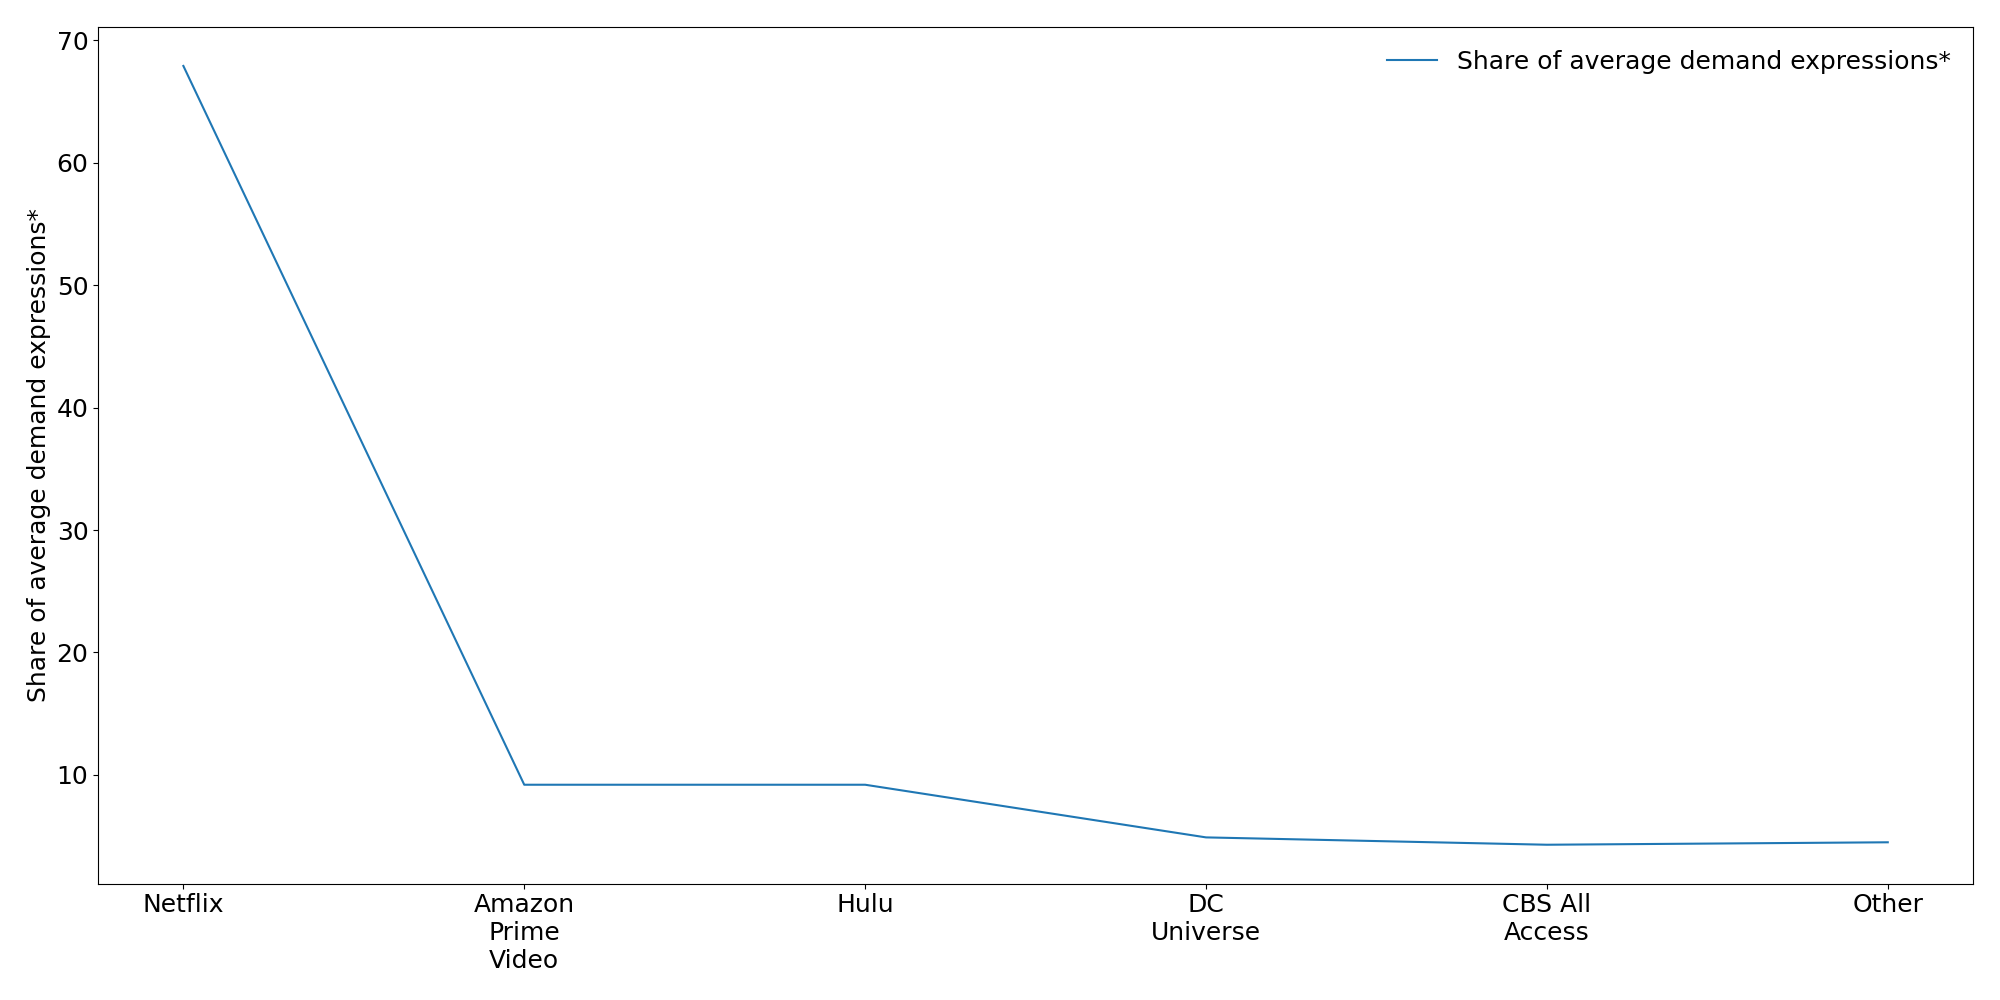 Share of average demand expressions*
Share of average demand expressions*
70
60
50
40
30
20
10
Netflix
Amazon
Prime
Video
Hulu
DC
Universe
CBS All
Access
Other